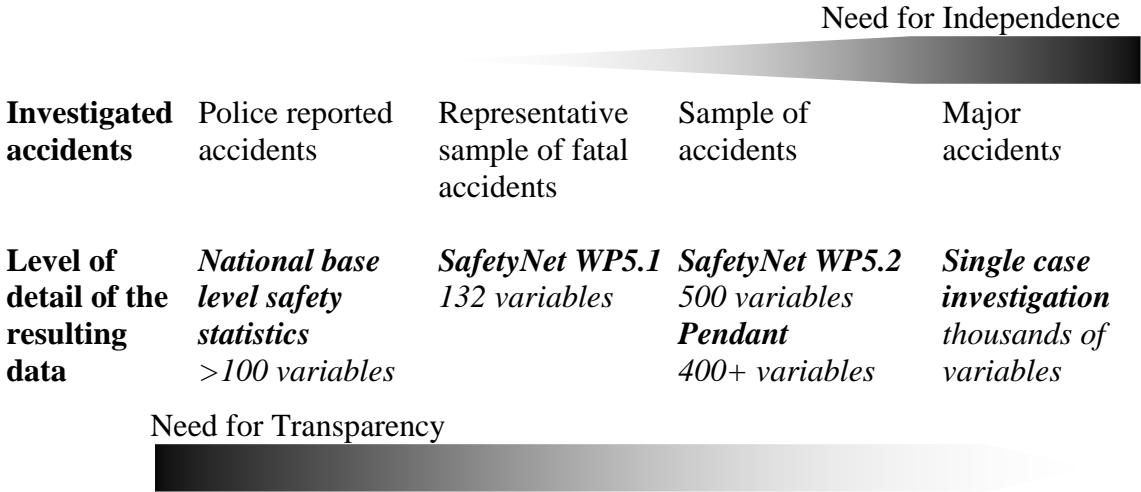 Need for Independence
Investigated accidents
Police reported accidents
Representative sample of fatal accidents
Sample of accidents
Major accidents
Level of detail of the resulting data
National base level safety statistics
>100 variables
SafetyNet WP5.1
132 variables
SafetyNet WP5.2
500 variables
Pendant
400+ variables
Single case investigation
thousands of variables
Need for Transparency